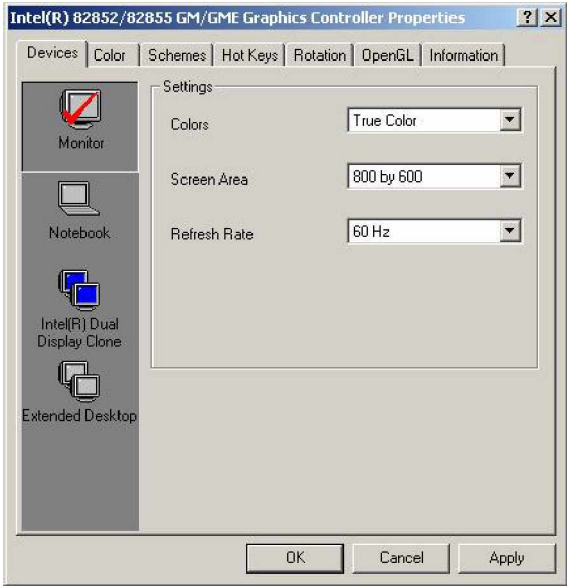 Intel(R) 82852/82855 GM/GME Graphics Controller Properties
Devices Color Schemes Hot Keys Rotation OpenGL Information
Settings
Monitor
Colors True Color
Screen Area 800 by 600
Notebook
Refresh Rate 60 Hz
Intel(R) Dual
Display Clone
Extended Desktop
OK Cancel Apply